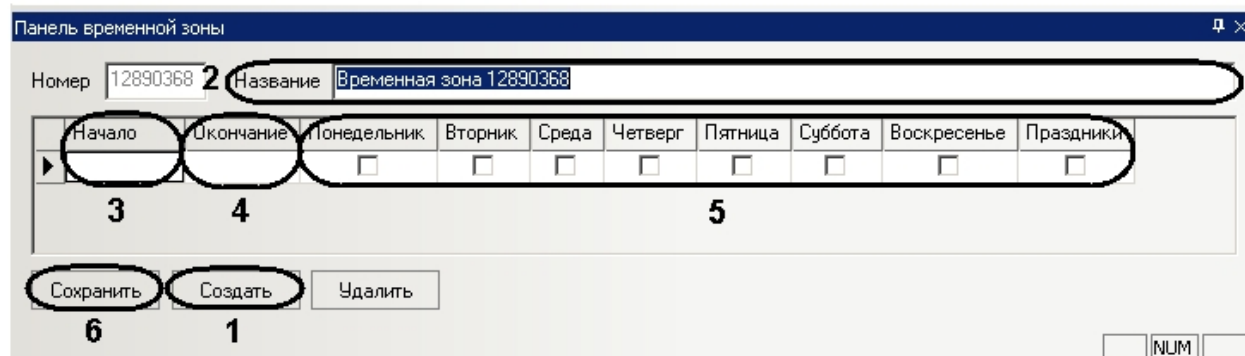 Панель временной зоны
Номер 12890368 2 Название Временная зона 12890368
Начало Окончание Понедельник Вторник Среда Четверг Пятница Суббота Воскресенье Праздники
3 4 5
Сохранить Создать Удалить
6 1
NUM